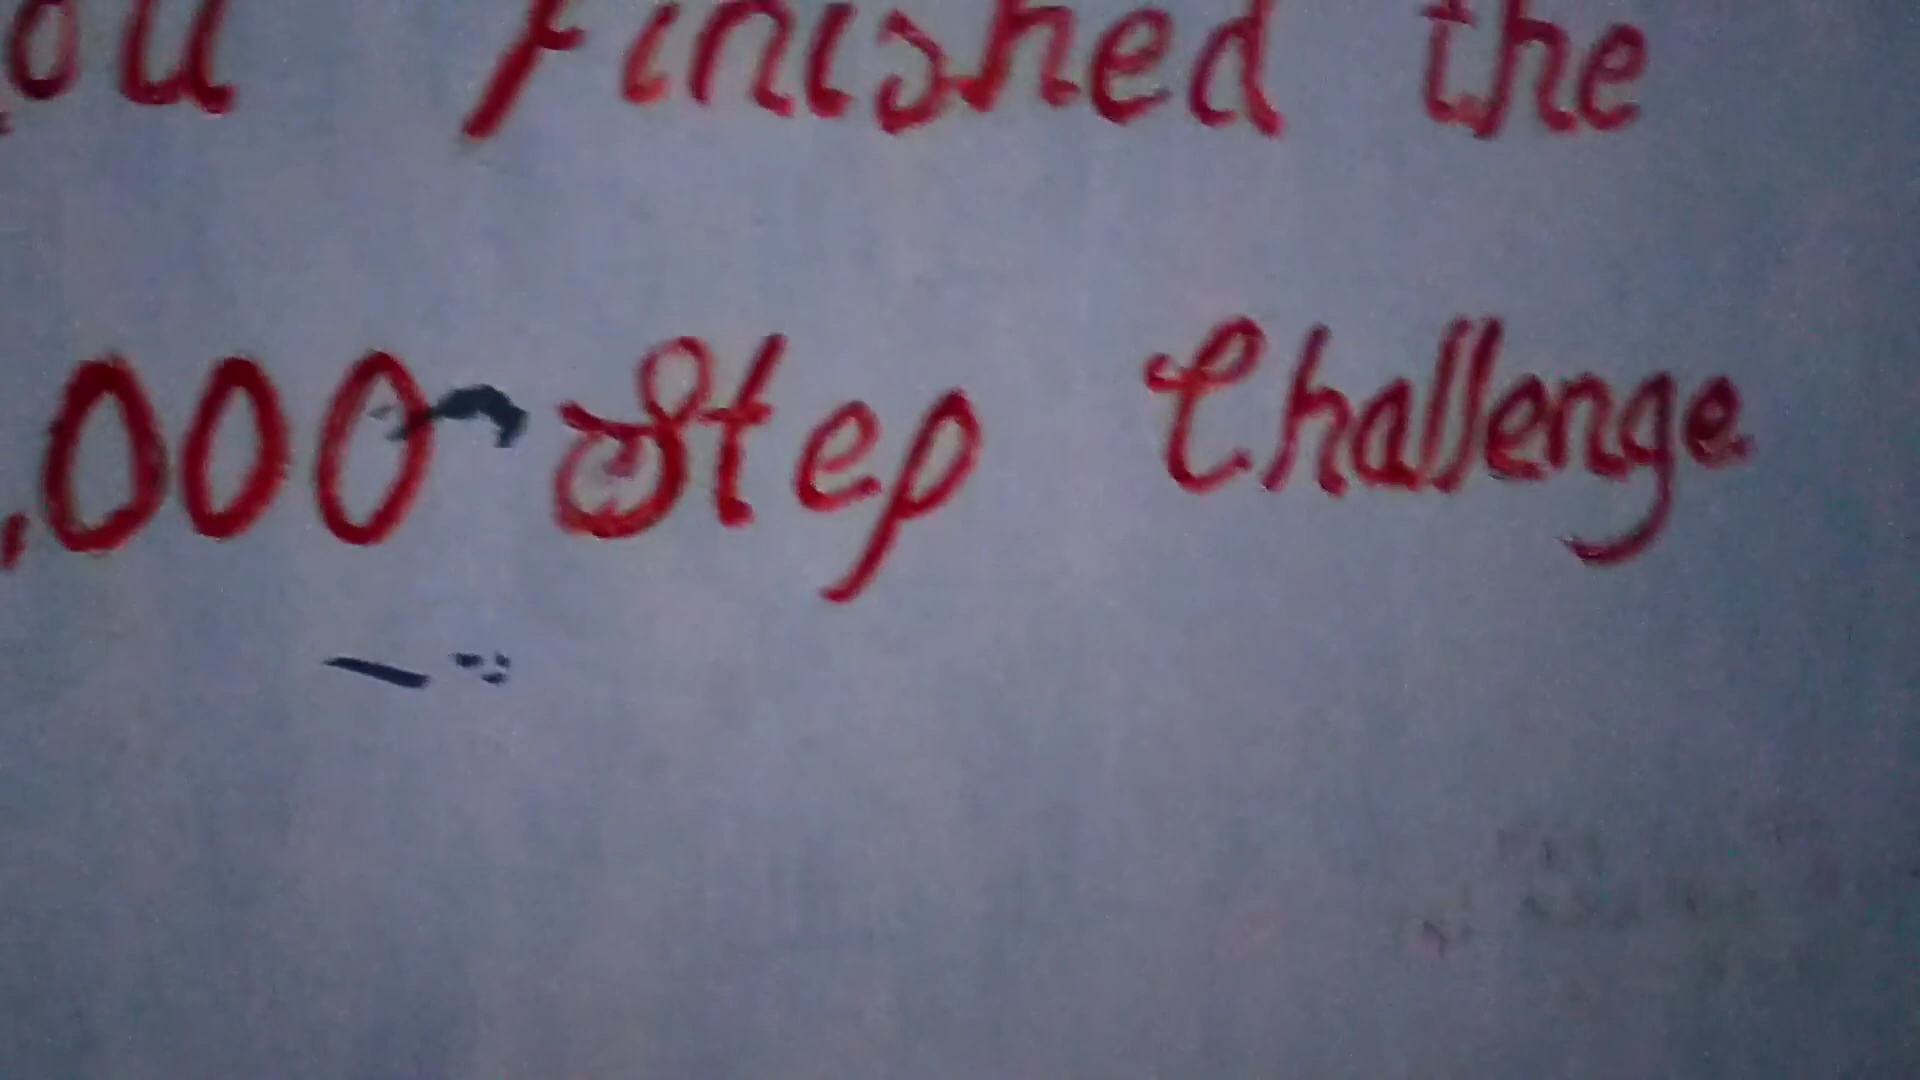 ou finished the
,000 Step Challenge